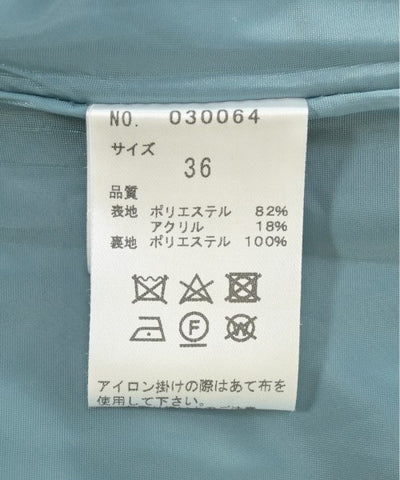 NO. 030064
サイズ
36
品質
表地 ポリエステル 82%
アクリル 18%
裏地 ポリエステル 100%
F
W
アイロン掛けの際はあて布を
使用して下さい。